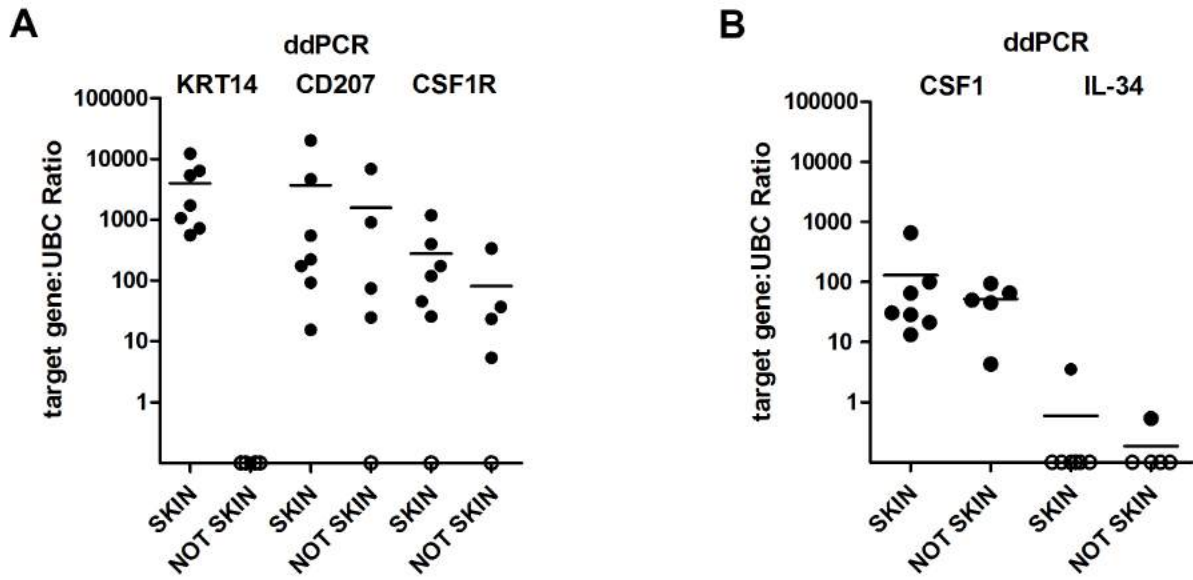 A
ddPCR
KRT14 CD207 CSF1R
target gene:UBC Ratio
100000
10000
1000
100
10
1
SKIN
NOT SKIN
SKIN
NOT SKIN
SKIN
NOT SKIN
B
ddPCR
CSF1 IL-34
target gene:UBC Ratio
100000
10000
1000
100
10
1
SKIN
NOT SKIN
SKIN
NOT SKIN